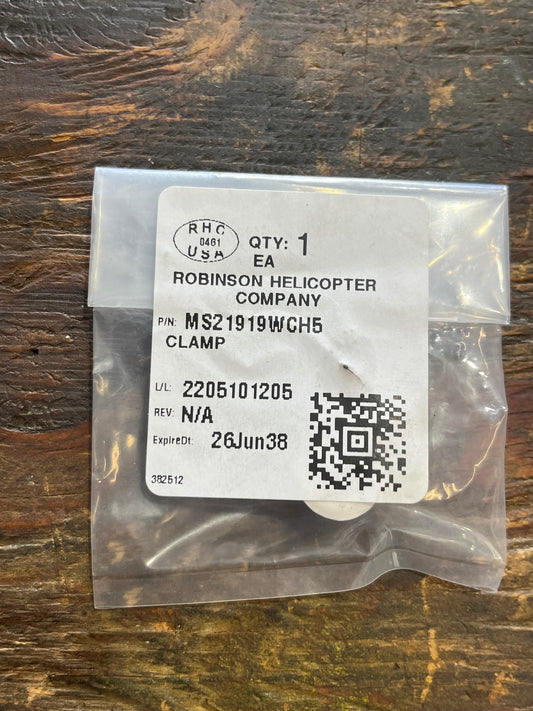 RHC
0461
USA
QTY: 1
EA
ROBINSON HELICOPTER
COMPANY
P/N: MS21919WCH5
CLAMP
L/L: 2205101205
REV: N/A
ExpireDt: 26Jun38
382512